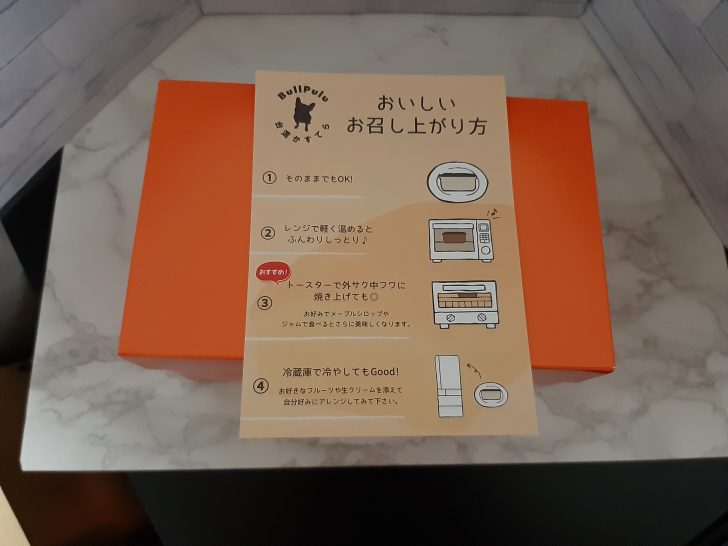 BullPulu
台湾かすてら
おいしい
お召し上がり方
① そのままでもOK!
② レンジで軽く温めると
ふんわりしっとり♪
おすすめ!
③ トースターで外サク中フワに
焼き上げても◎
お好みでメープルシロップや
ジャムで食べるとさらに美味しくなります。
④ 冷蔵庫で冷やしてもGood!
お好きなフルーツや生クリームを添えて
自分好みにアレンジしてみて下さい。